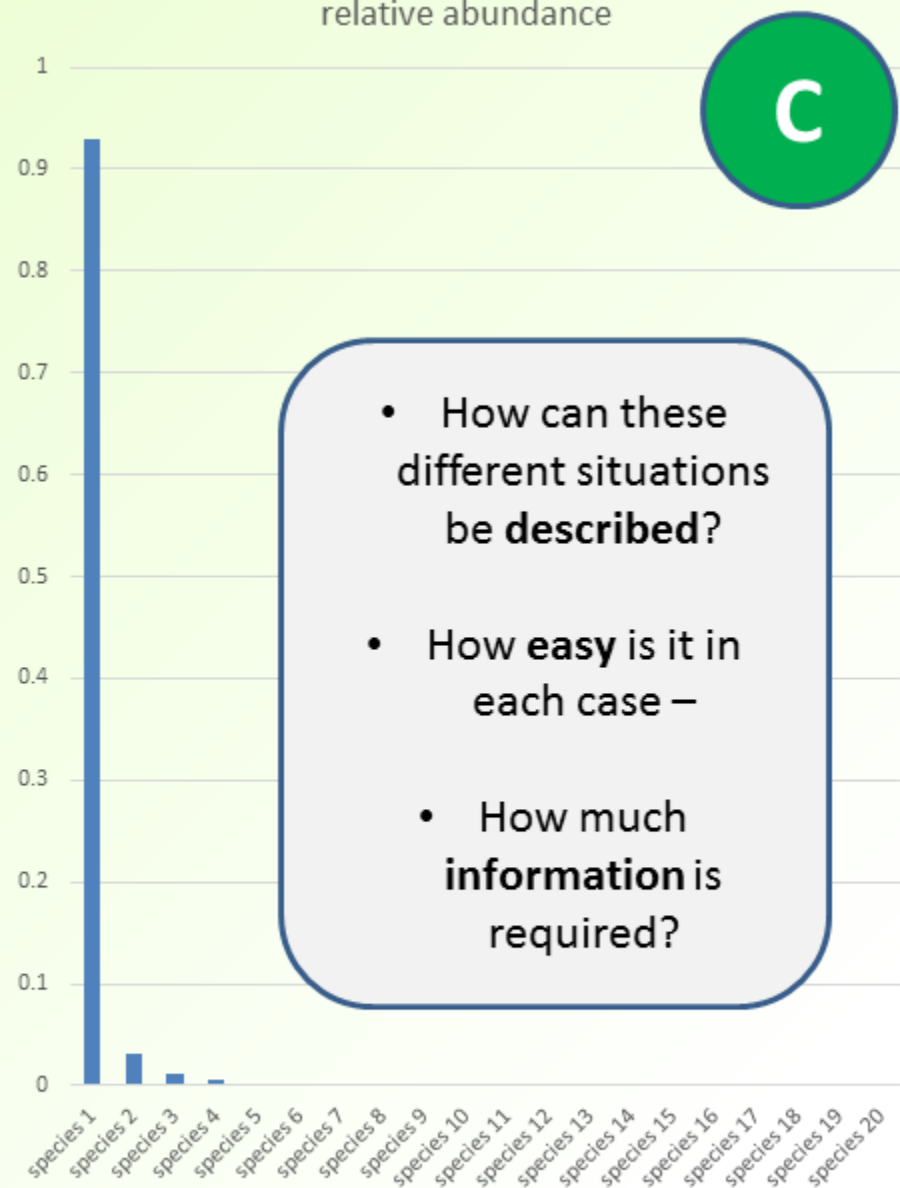 relative abundance
C
1
0.9
0.8
0.7
0.6
0.5
0.4
0.3
0.2
0.1
0
• How can these
different situations
be described?
• How easy is it in
each case –
• How much
information is
required?
species 1
species 2
species 3
species 4
species 5
species 6
species 7
species 8
species 9
species 10
species 11
species 12
species 13
species 14
species 15
species 16
species 17
species 18
species 19
species 20